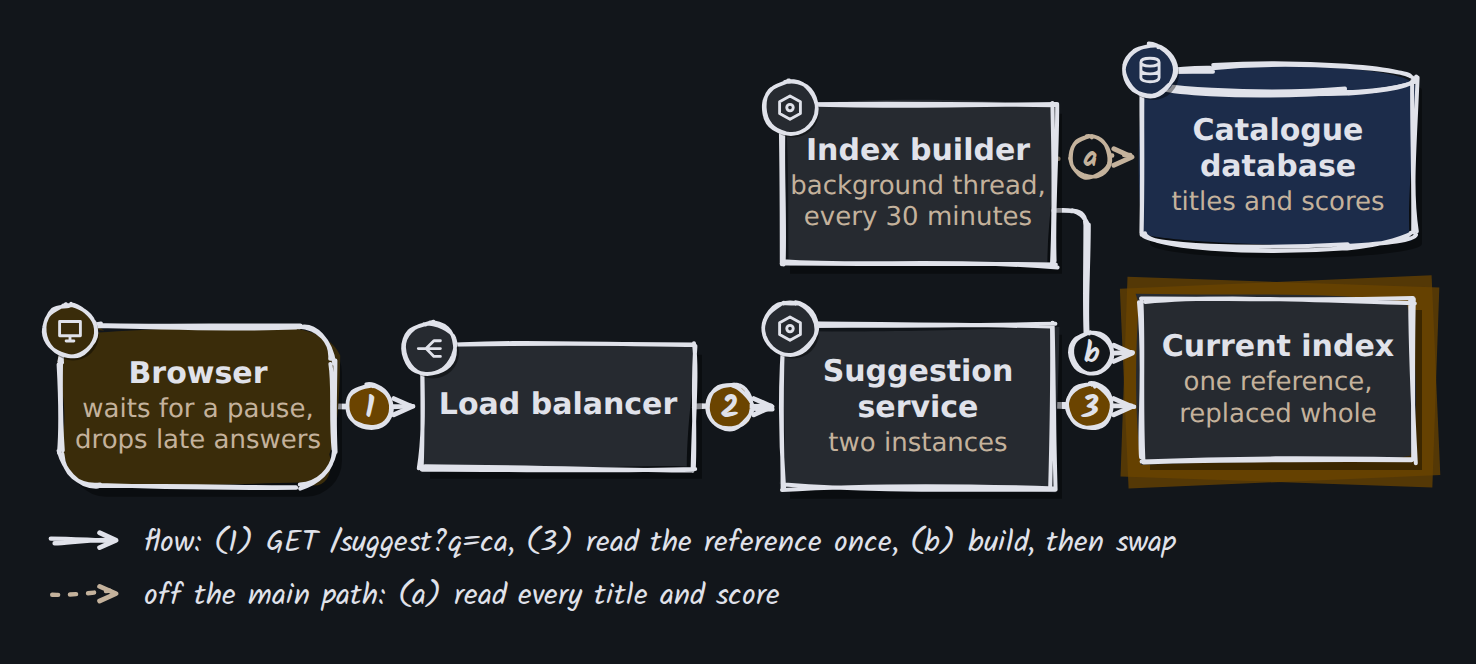 Index builder
background thread,
every 30 minutes
a
Catalogue
database
titles and scores
Browser
waits for a pause,
drops late answers
1
Load balancer
2
Suggestion
service
two instances
b
3
Current index
one reference,
replaced whole
flow: (1) GET /suggest?q=ca, (3) read the reference once, (b) build, then swap
off the main path: (a) read every title and score